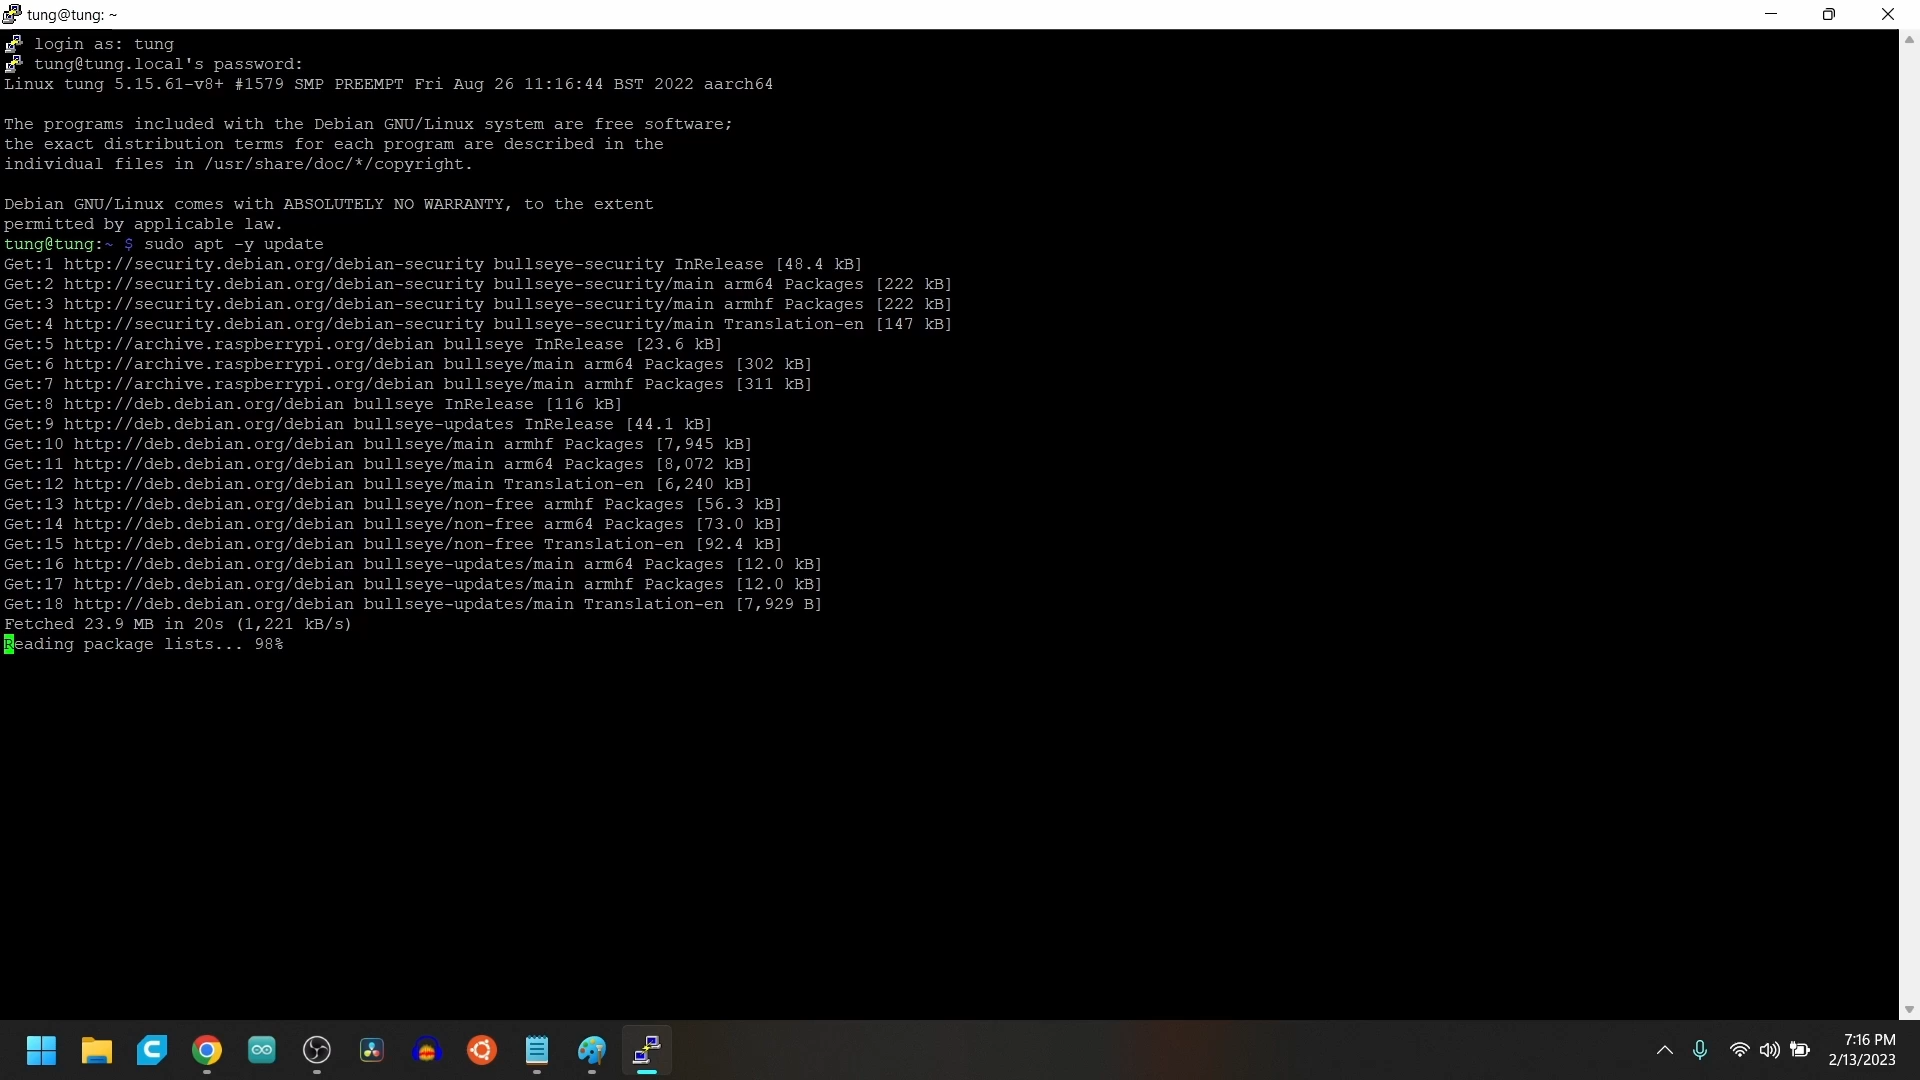 tung@tung: ~
login as: tung
tung@tung.local's password:
Linux tung 5.15.61-v8+ #1579 SMP PREEMPT Fri Aug 26 11:16:44 BST 2022 aarch64
The programs included with the Debian GNU/Linux system are free software;
the exact distribution terms for each program are described in the
individual files in /usr/share/doc/*/copyright.
Debian GNU/Linux comes with ABSOLUTELY NO WARRANTY, to the extent
permitted by applicable law.
tung@tung:~ $ sudo apt -y update
Get:1 http://security.debian.org/debian-security bullseye-security InRelease [48.4 kB]
Get:2 http://security.debian.org/debian-security bullseye-security/main arm64 Packages [222 kB]
Get:3 http://security.debian.org/debian-security bullseye-security/main armhf Packages [222 kB]
Get:4 http://security.debian.org/debian-security bullseye-security/main Translation-en [147 kB]
Get:5 http://archive.raspberrypi.org/debian bullseye InRelease [23.6 kB]
Get:6 http://archive.raspberrypi.org/debian bullseye/main arm64 Packages [302 kB]
Get:7 http://archive.raspberrypi.org/debian bullseye/main armhf Packages [311 kB]
Get:8 http://deb.debian.org/debian bullseye InRelease [116 kB]
Get:9 http://deb.debian.org/debian bullseye-updates InRelease [44.1 kB]
Get:10 http://deb.debian.org/debian bullseye/main armhf Packages [7,945 kB]
Get:11 http://deb.debian.org/debian bullseye/main arm64 Packages [8,072 kB]
Get:12 http://deb.debian.org/debian bullseye/main Translation-en [6,240 kB]
Get:13 http://deb.debian.org/debian bullseye/non-free armhf Packages [56.3 kB]
Get:14 http://deb.debian.org/debian bullseye/non-free arm64 Packages [73.0 kB]
Get:15 http://deb.debian.org/debian bullseye/non-free Translation-en [92.4 kB]
Get:16 http://deb.debian.org/debian bullseye-updates/main arm64 Packages [12.0 kB]
Get:17 http://deb.debian.org/debian bullseye-updates/main armhf Packages [12.0 kB]
Get:18 http://deb.debian.org/debian bullseye-updates/main Translation-en [7,929 B]
Fetched 23.9 MB in 20s (1,221 kB/s)
Reading package lists... 98%
7:16 PM
2/13/2023